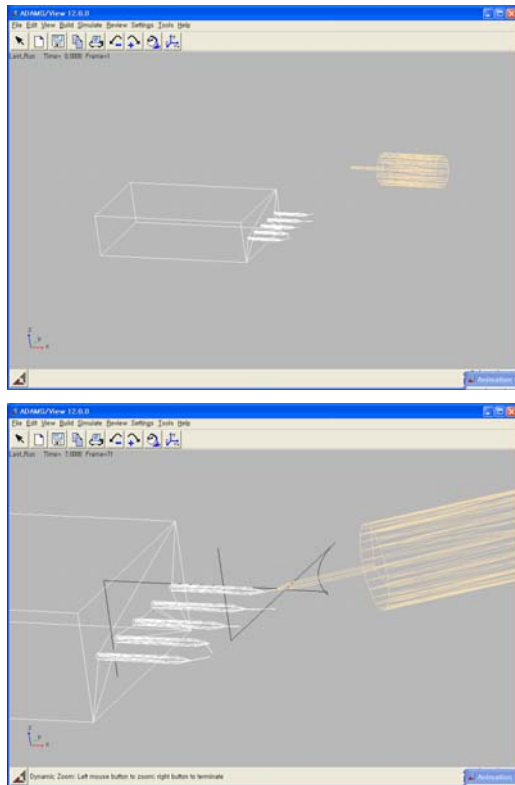 ADAMS/View 12.0.0
File Edit View Build Simulate Review Settings Tools Help
Last_Run Time= 0.0000 Frame=1
z
y
x
Animation
ADAMS/View 12.0.0
File Edit View Build Simulate Review Settings Tools Help
Last_Run Time= 7.0000 Frame=71
z
y
x
Dynamic Zoom: Left mouse button to zoom; right button to terminate
Animation